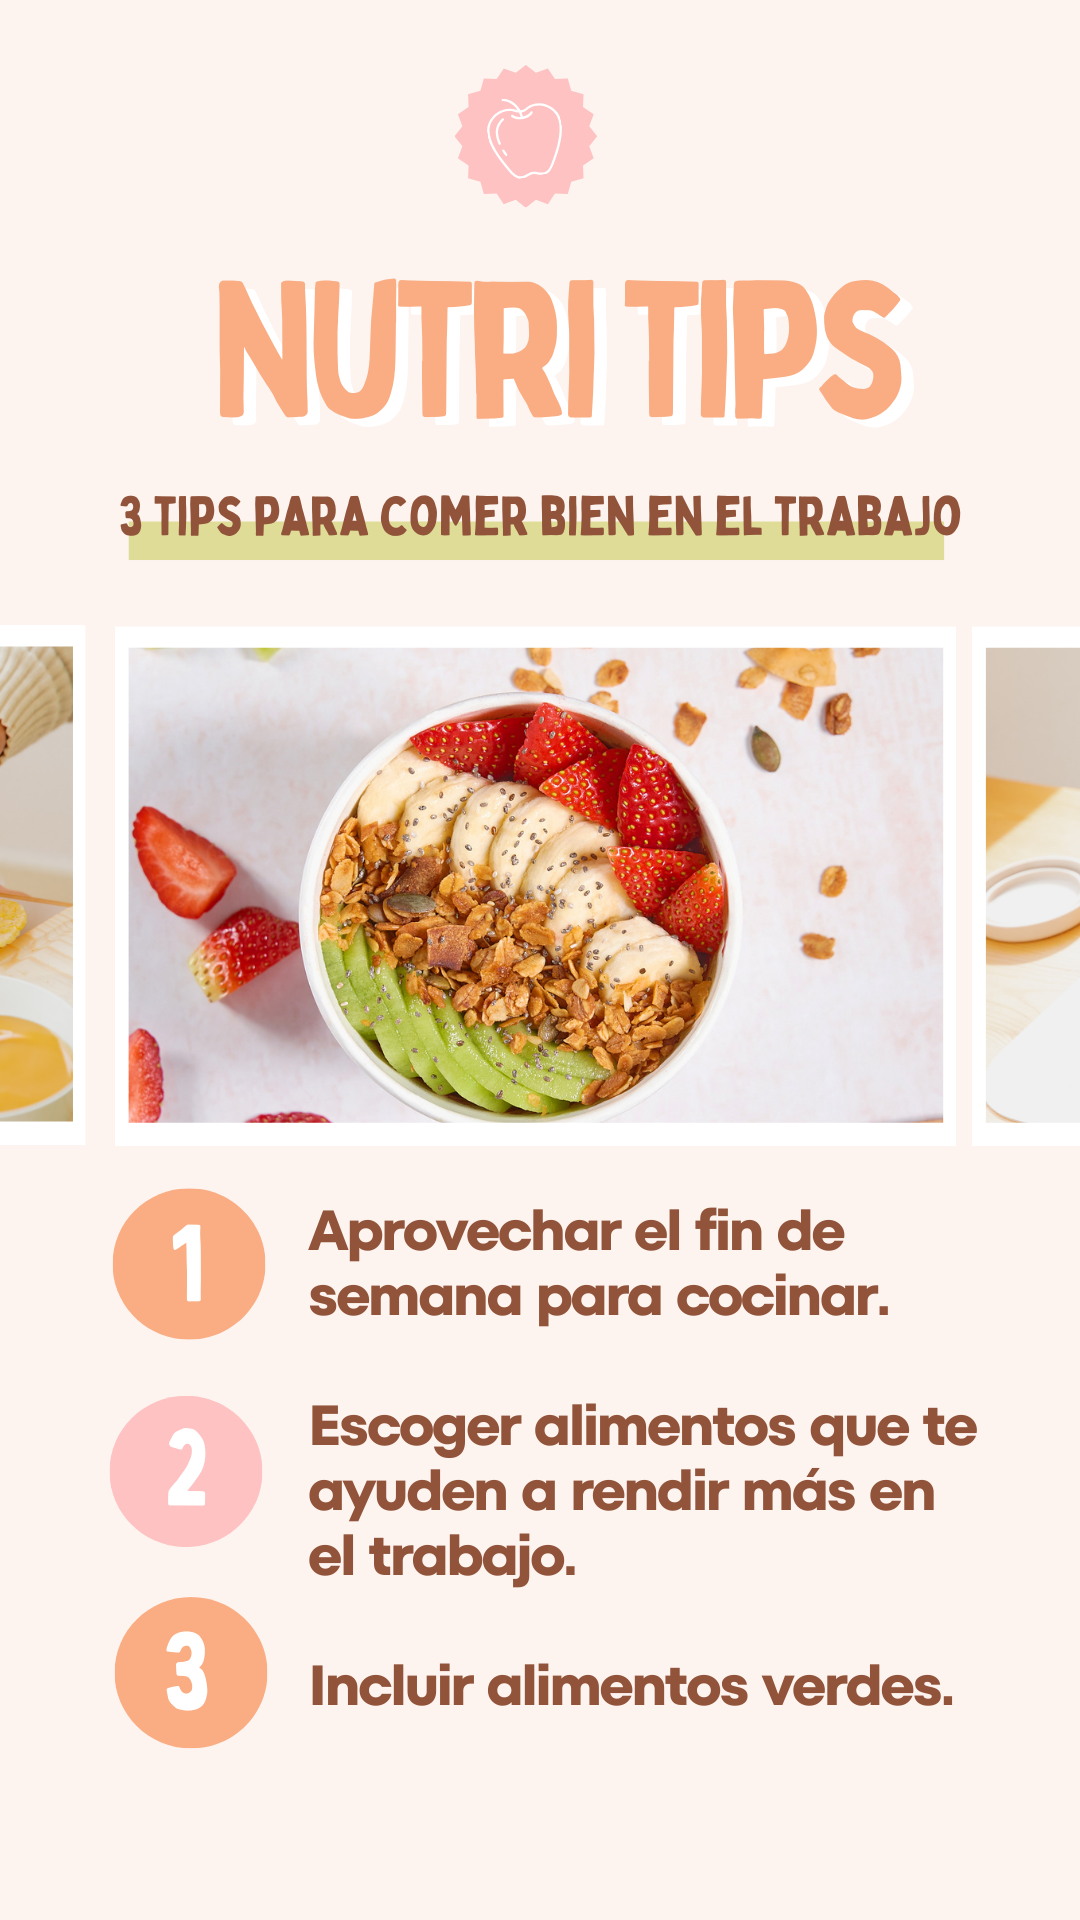 NUTRI TIPS
3 TIPS PARA COMER BIEN EN EL TRABAJO
1
Aprovechar el fin de
semana para cocinar.
2
Escoger alimentos que te
ayuden a rendir más en
el trabajo.
3
Incluir alimentos verdes.